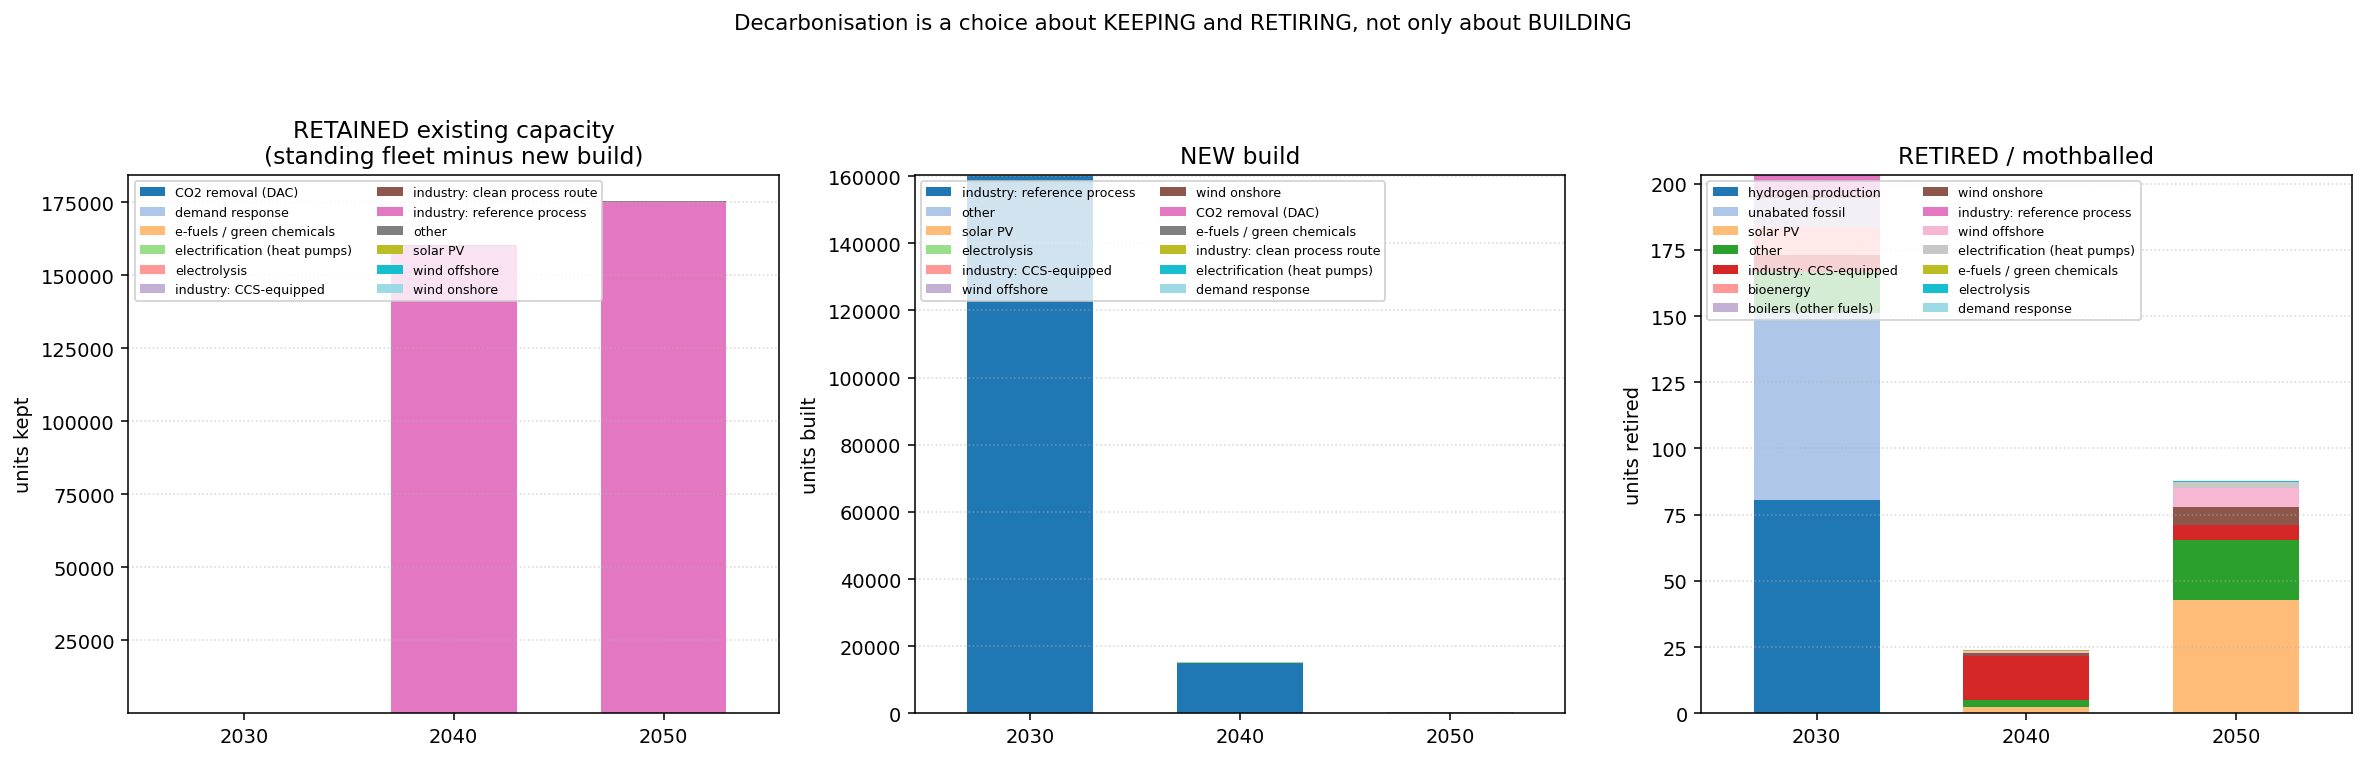 Decarbonisation is a choice about KEEPING and RETIRING, not only about BUILDING
RETAINED existing capacity
(standing fleet minus new build)
units kept
175000
150000
125000
100000
75000
50000
25000
2030
2040
2050
CO2 removal (DAC)
demand response
e-fuels / green chemicals
electrification (heat pumps)
electrolysis
industry: CCS-equipped
industry: clean process route
industry: reference process
other
solar PV
wind offshore
wind onshore
NEW build
units built
160000
140000
120000
100000
80000
60000
40000
20000
0
2030
2040
2050
industry: reference process
other
solar PV
electrolysis
industry: CCS-equipped
wind offshore
wind onshore
CO2 removal (DAC)
e-fuels / green chemicals
industry: clean process route
electrification (heat pumps)
demand response
RETIRED / mothballed
units retired
200
175
150
125
100
75
50
25
0
2030
2040
2050
hydrogen production
unabated fossil
solar PV
other
industry: CCS-equipped
bioenergy
boilers (other fuels)
wind onshore
industry: reference process
wind offshore
electrification (heat pumps)
e-fuels / green chemicals
electrolysis
demand response